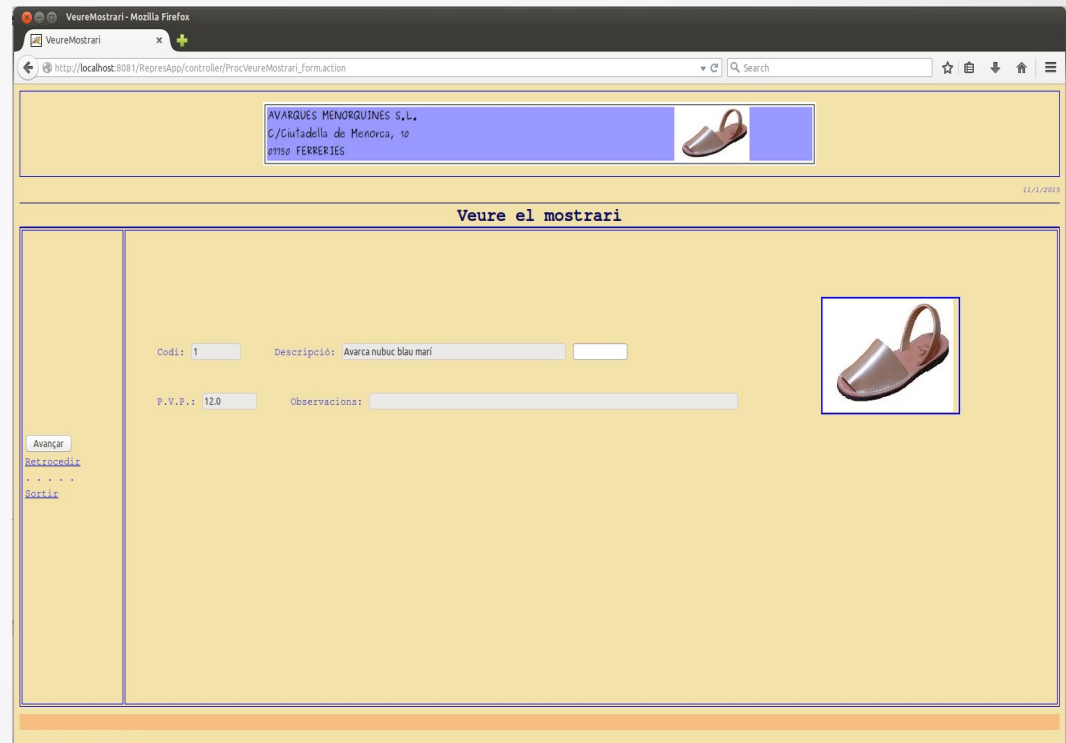 VeureMostrari - Mozilla Firefox
VeureMostrari
http://localhost:8081/RepresApp/controller/ProcVeureMostrari_form.action
Search
AVARQUES MENORQUINES S.L.
C/Ciutadella de Menorca, 10
07750 FERRERIES
11/1/2015
Veure el mostrari
Codi: 1 Descripció: Avarca nubuc blau marí
P.V.P.: 12.0 Observacions:
Avançar
Retrocedir
. . . . .
Sortir